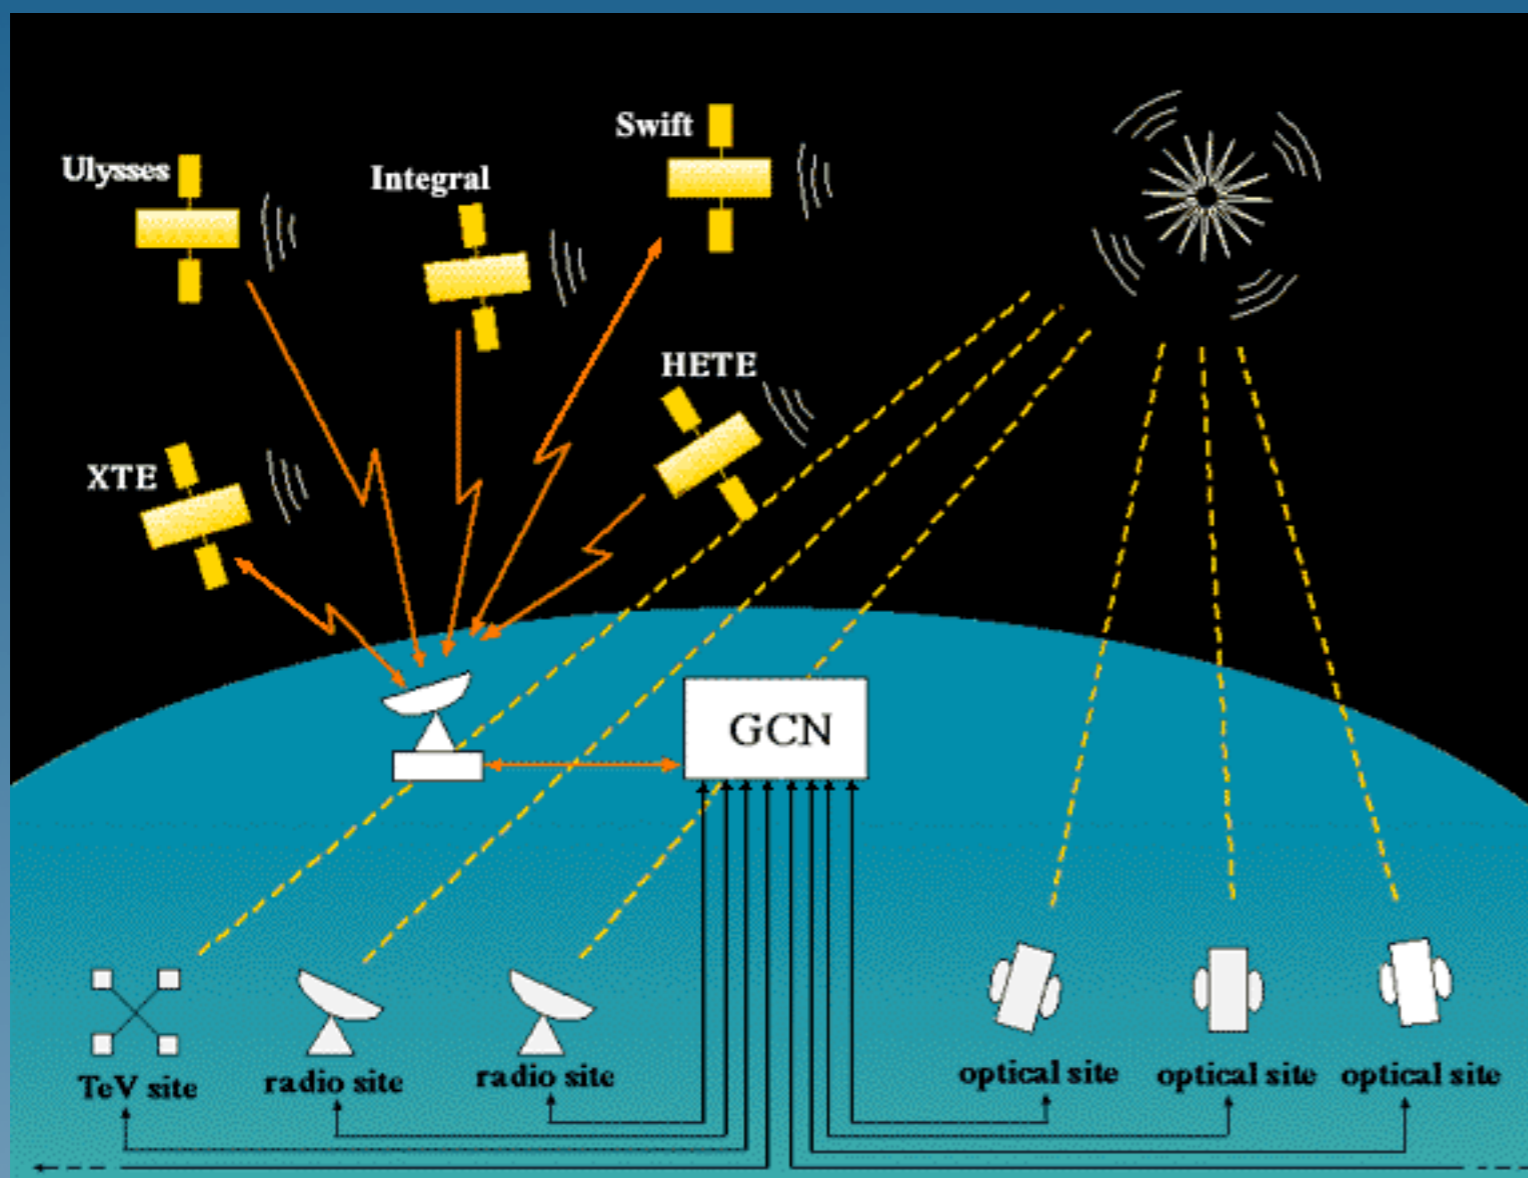 Swift
Ulysses
Integral
HETE
XTE
GCN
TeV site
radio site
radio site
optical site
optical site
optical site